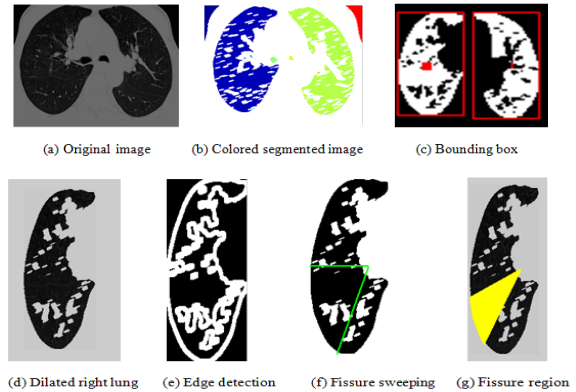 (a) Original image
(b) Colored segmented image
(c) Bounding box
(d) Dilated right lung
(e) Edge detection
(f) Fissure sweeping
(g) Fissure region